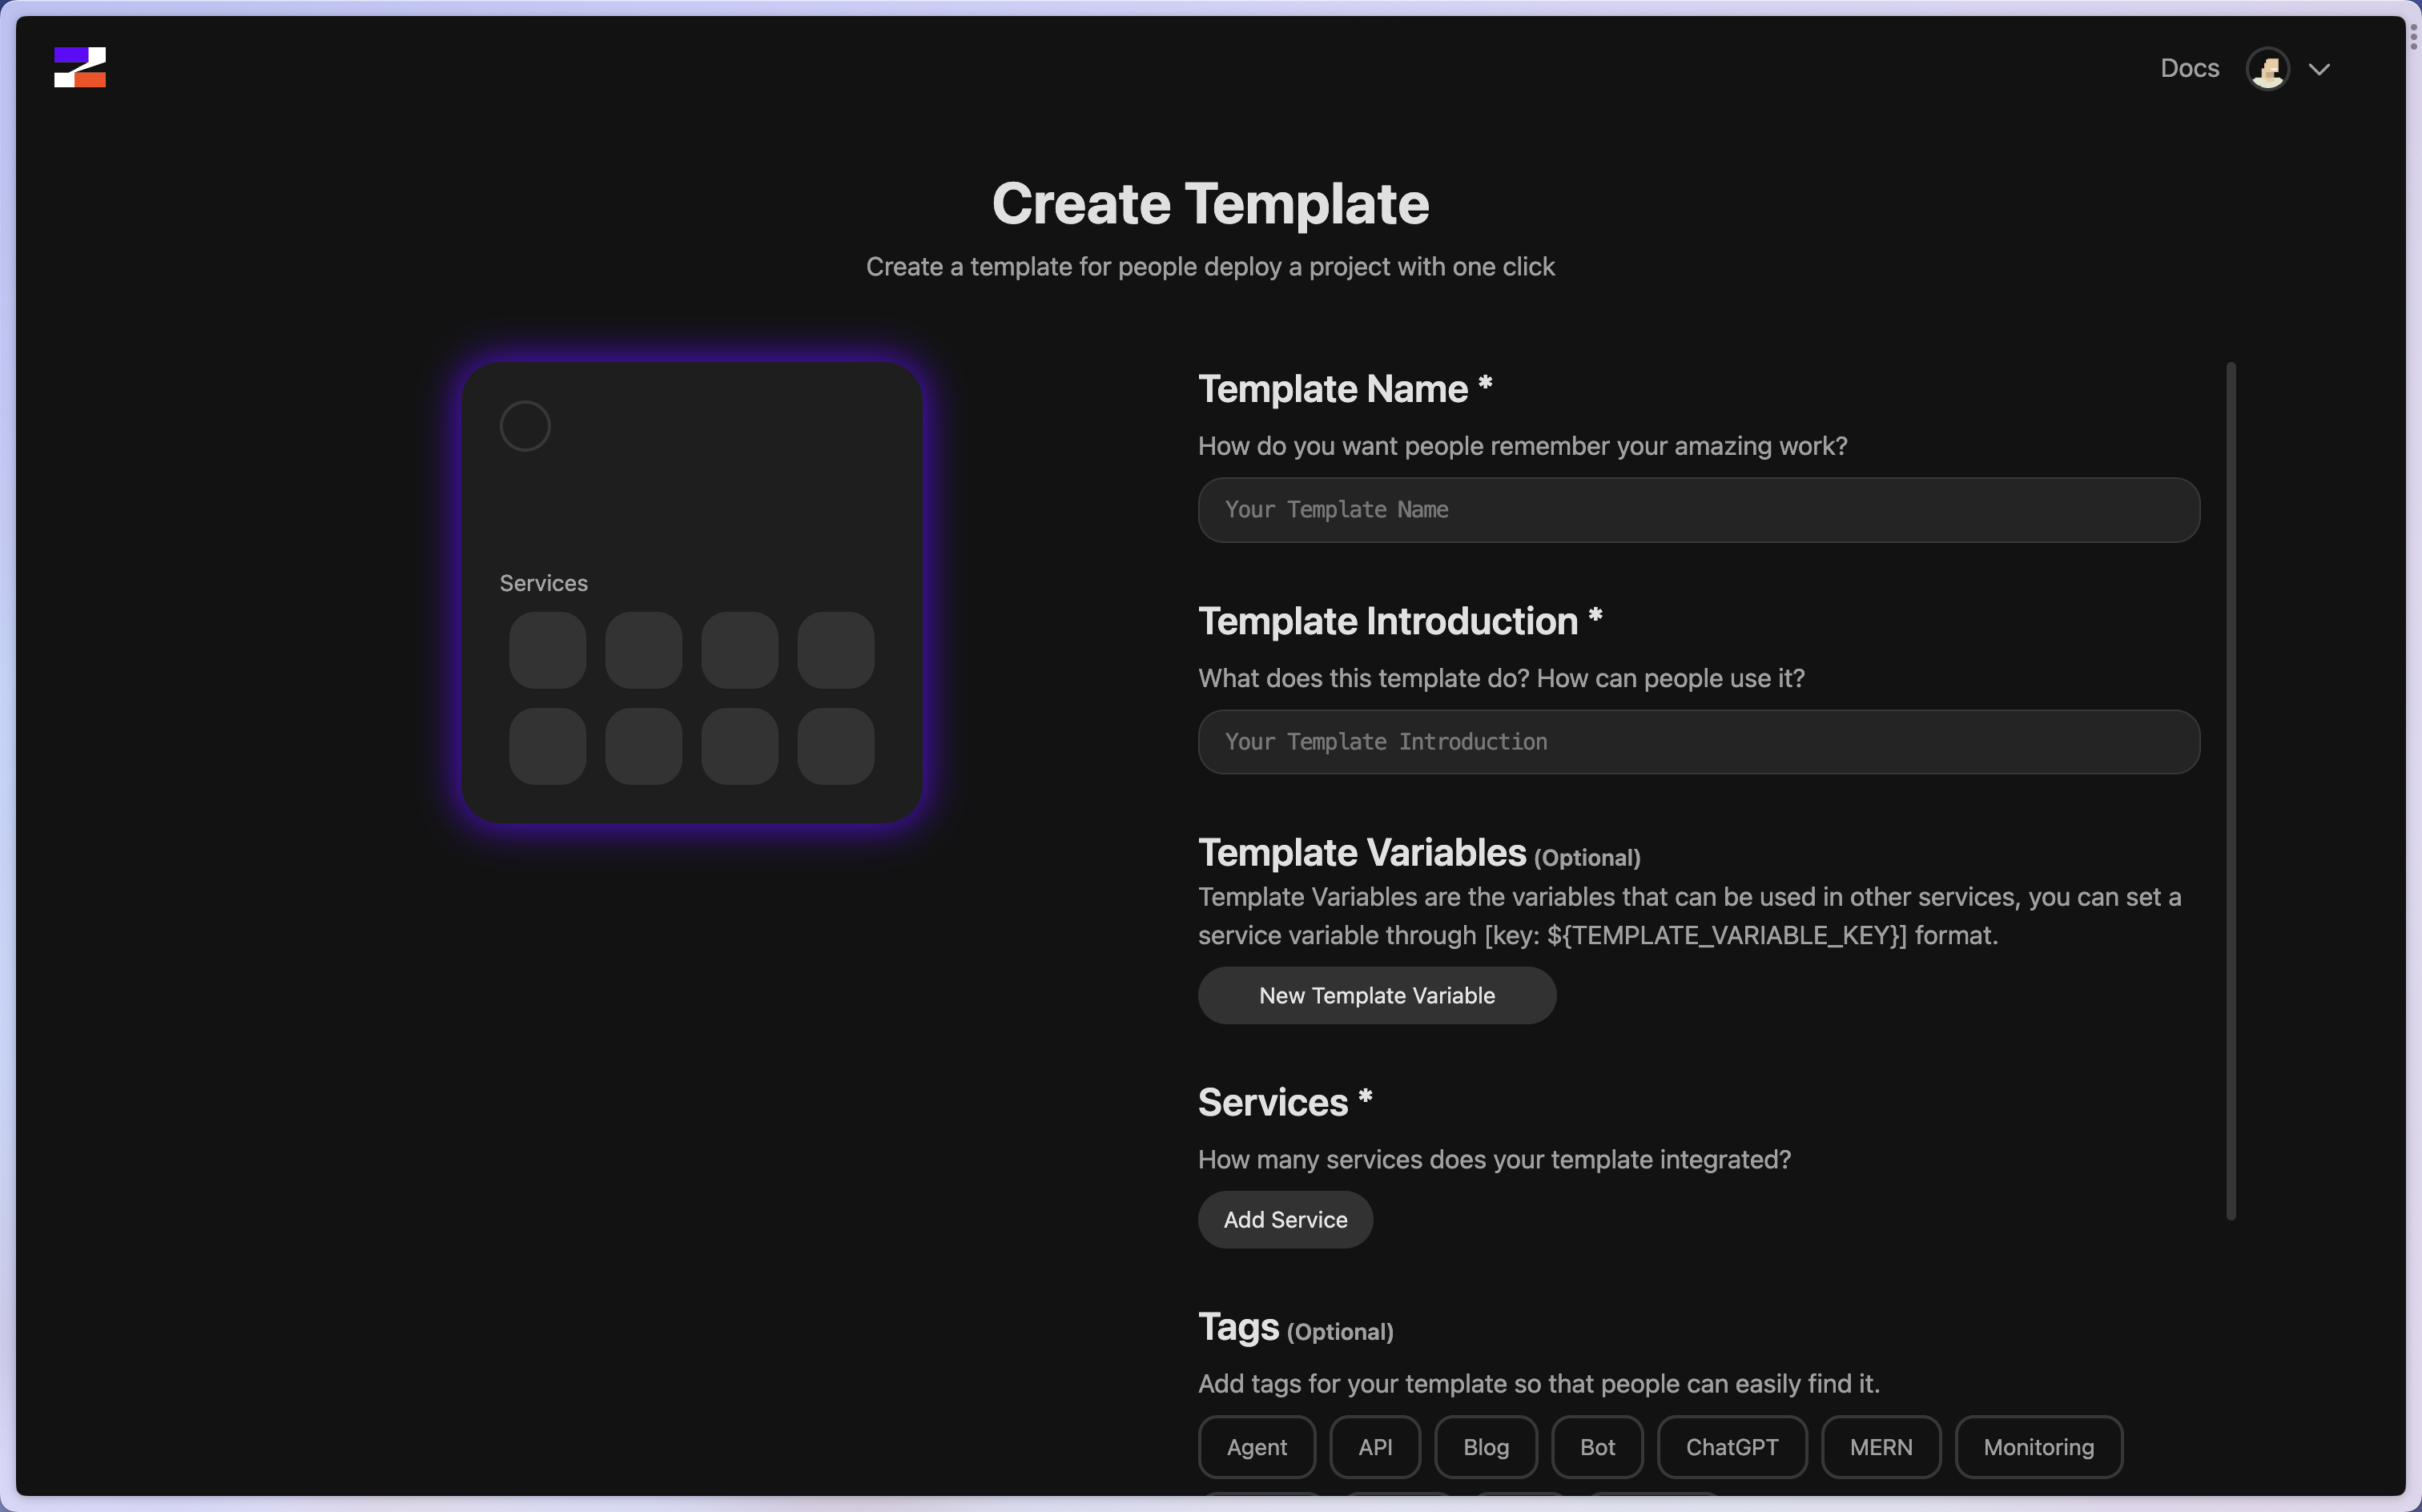 Docs
Create Template
Create a template for people deploy a project with one click
Services
Template Name *
How do you want people remember your amazing work?
Your Template Name
Template Introduction *
What does this template do? How can people use it?
Your Template Introduction
Template Variables (Optional)
Template Variables are the variables that can be used in other services, you can set a
service variable through [key: ${TEMPLATE_VARIABLE_KEY}] format.
New Template Variable
Services *
How many services does your template integrated?
Add Service
Tags (Optional)
Add tags for your template so that people can easily find it.
Agent API Blog Bot ChatGPT MERN Monitoring